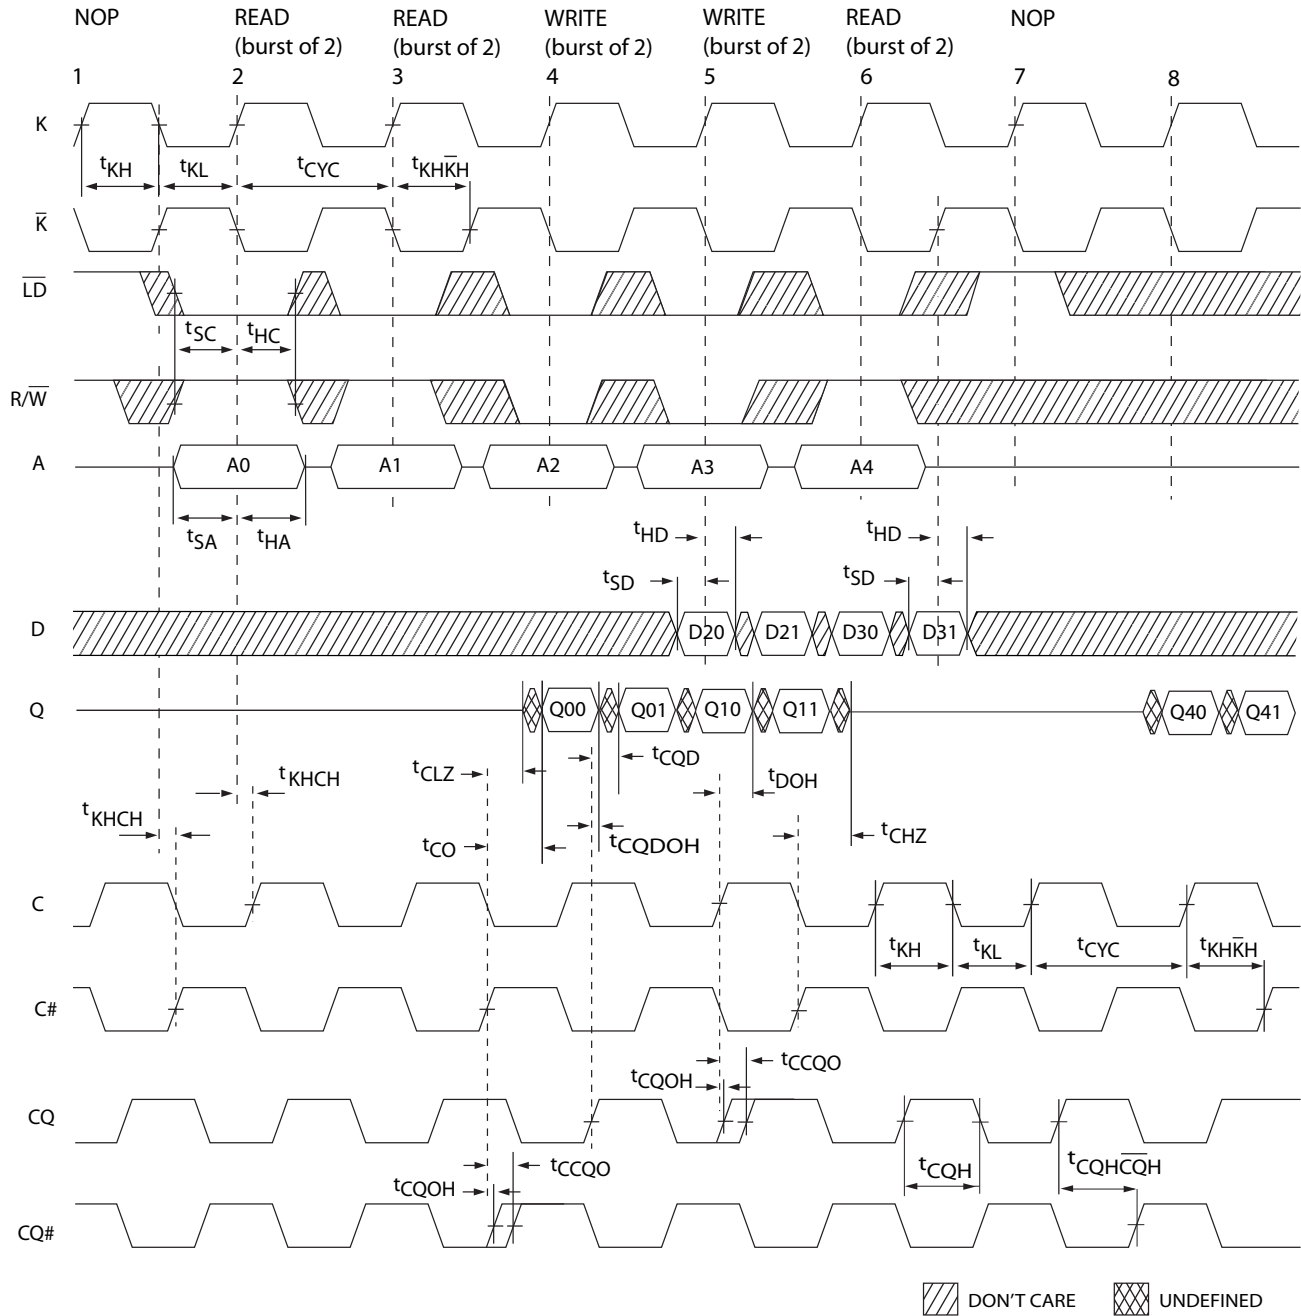 NOP READ READ WRITE WRITE READ NOP
(burst of 2) (burst of 2) (burst of 2) (burst of 2) (burst of 2)
1 2 3 4 5 6 7 8
K
tKH tKL tCYC tKHK̅H
K̅
L̅D̅
tSC tHC
R/W̅
A A0 A1 A2 A3 A4
tSA tHA tHD tHD
tSD tSD
D D20 D21 D30 D31
Q Q00 Q01 Q10 Q11 Q40 Q41
tCLZ tCQD tDOH
tKHCH
tKHCH
tCO tCQDOH tCHZ
C
tKH tKL tCYC tKHK̅H
C#
tCCQO
tCQOH
CQ
tCCQO tCQH tCQHC̅Q̅H
tCQOH
CQ#
DON'T CARE UNDEFINED